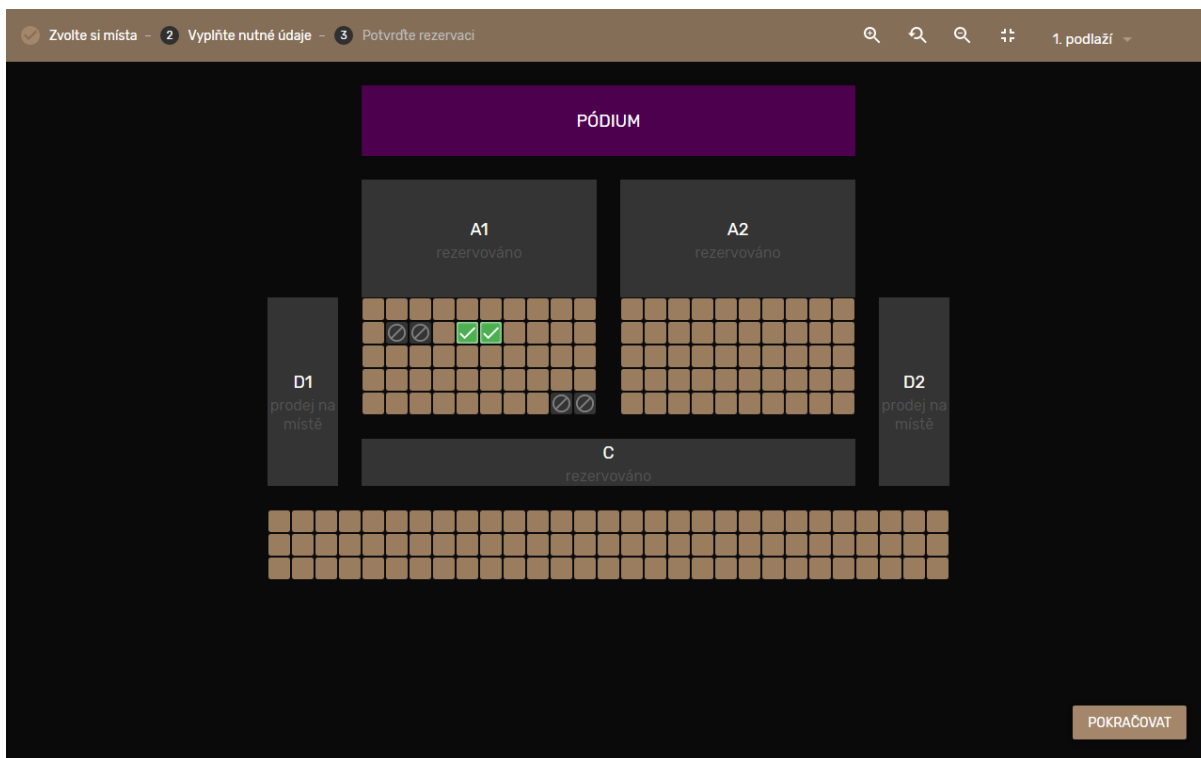 Zvolte si místa – 2 Vyplňte nutné údaje – 3 Potvrďte rezervaci 1. podlaží
PÓDIUM
A1
rezervováno
A2
rezervováno
D1
prodej na
místě
D2
prodej na
místě
C
rezervováno
POKRAČOVAT